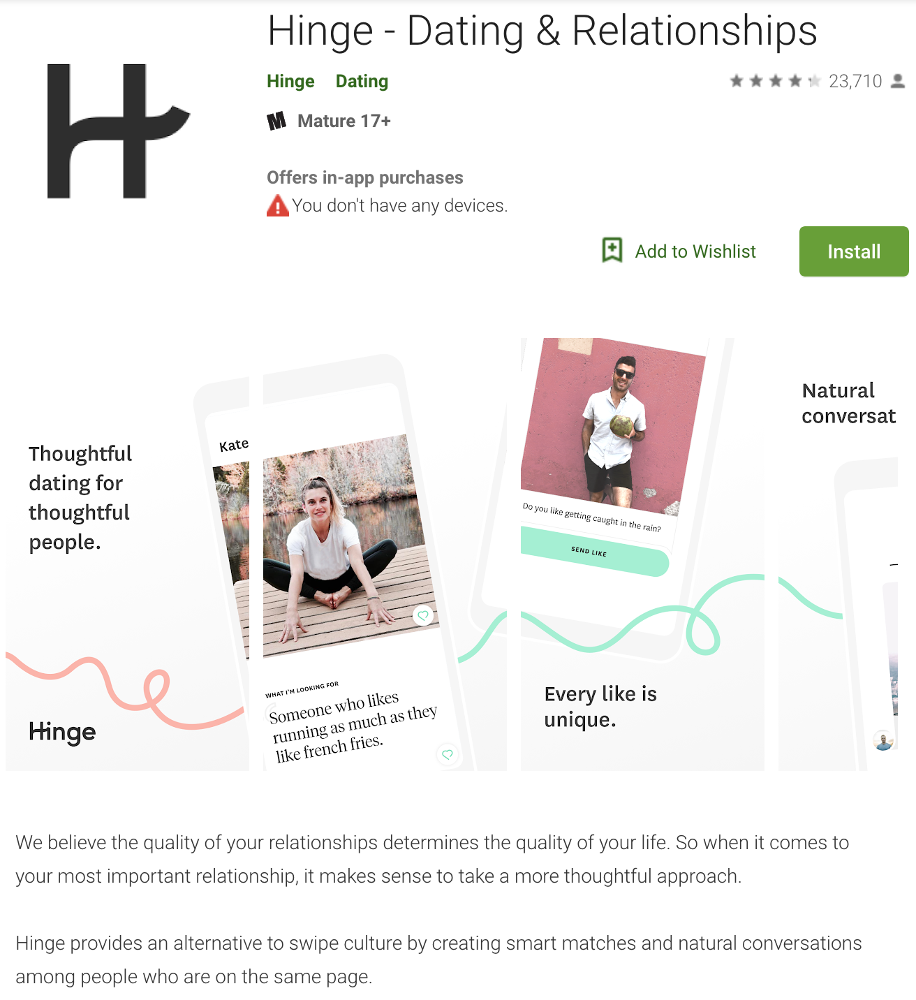 Hinge - Dating & Relationships
Hinge Dating
23,710
Mature 17+
Offers in-app purchases
You don't have any devices.
Add to Wishlist
Install
Thoughtful
dating for
thoughtful
people.
Hinge
Kate
WHAT I'M LOOKING FOR
Someone who likes
running as much as they
like french fries.
Do you like getting caught in the rain?
SEND LIKE
Every like is
unique.
Natural
conversat
We believe the quality of your relationships determines the quality of your life. So when it comes to
your most important relationship, it makes sense to take a more thoughtful approach.
Hinge provides an alternative to swipe culture by creating smart matches and natural conversations
among people who are on the same page.